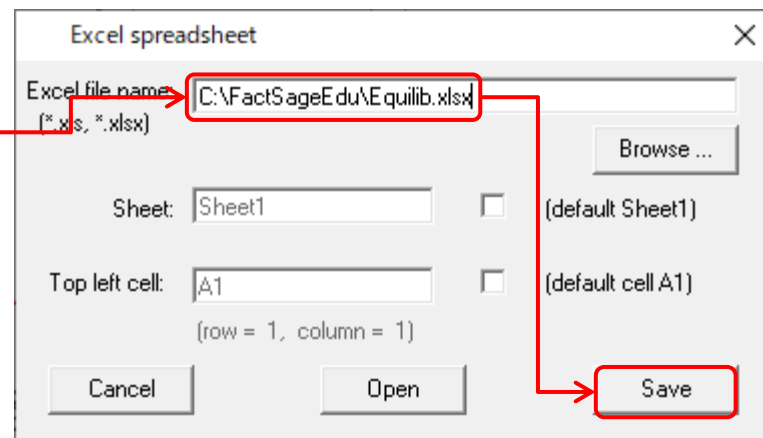 Excel spreadsheet
Excel file name: C:\FactSageEdu\Equilib.xlsx
(*.xls, *.xlsx)
Browse ...
Sheet: Sheet1 (default Sheet1)
Top left cell: A1 (default cell A1)
(row = 1, column = 1)
Cancel Open Save